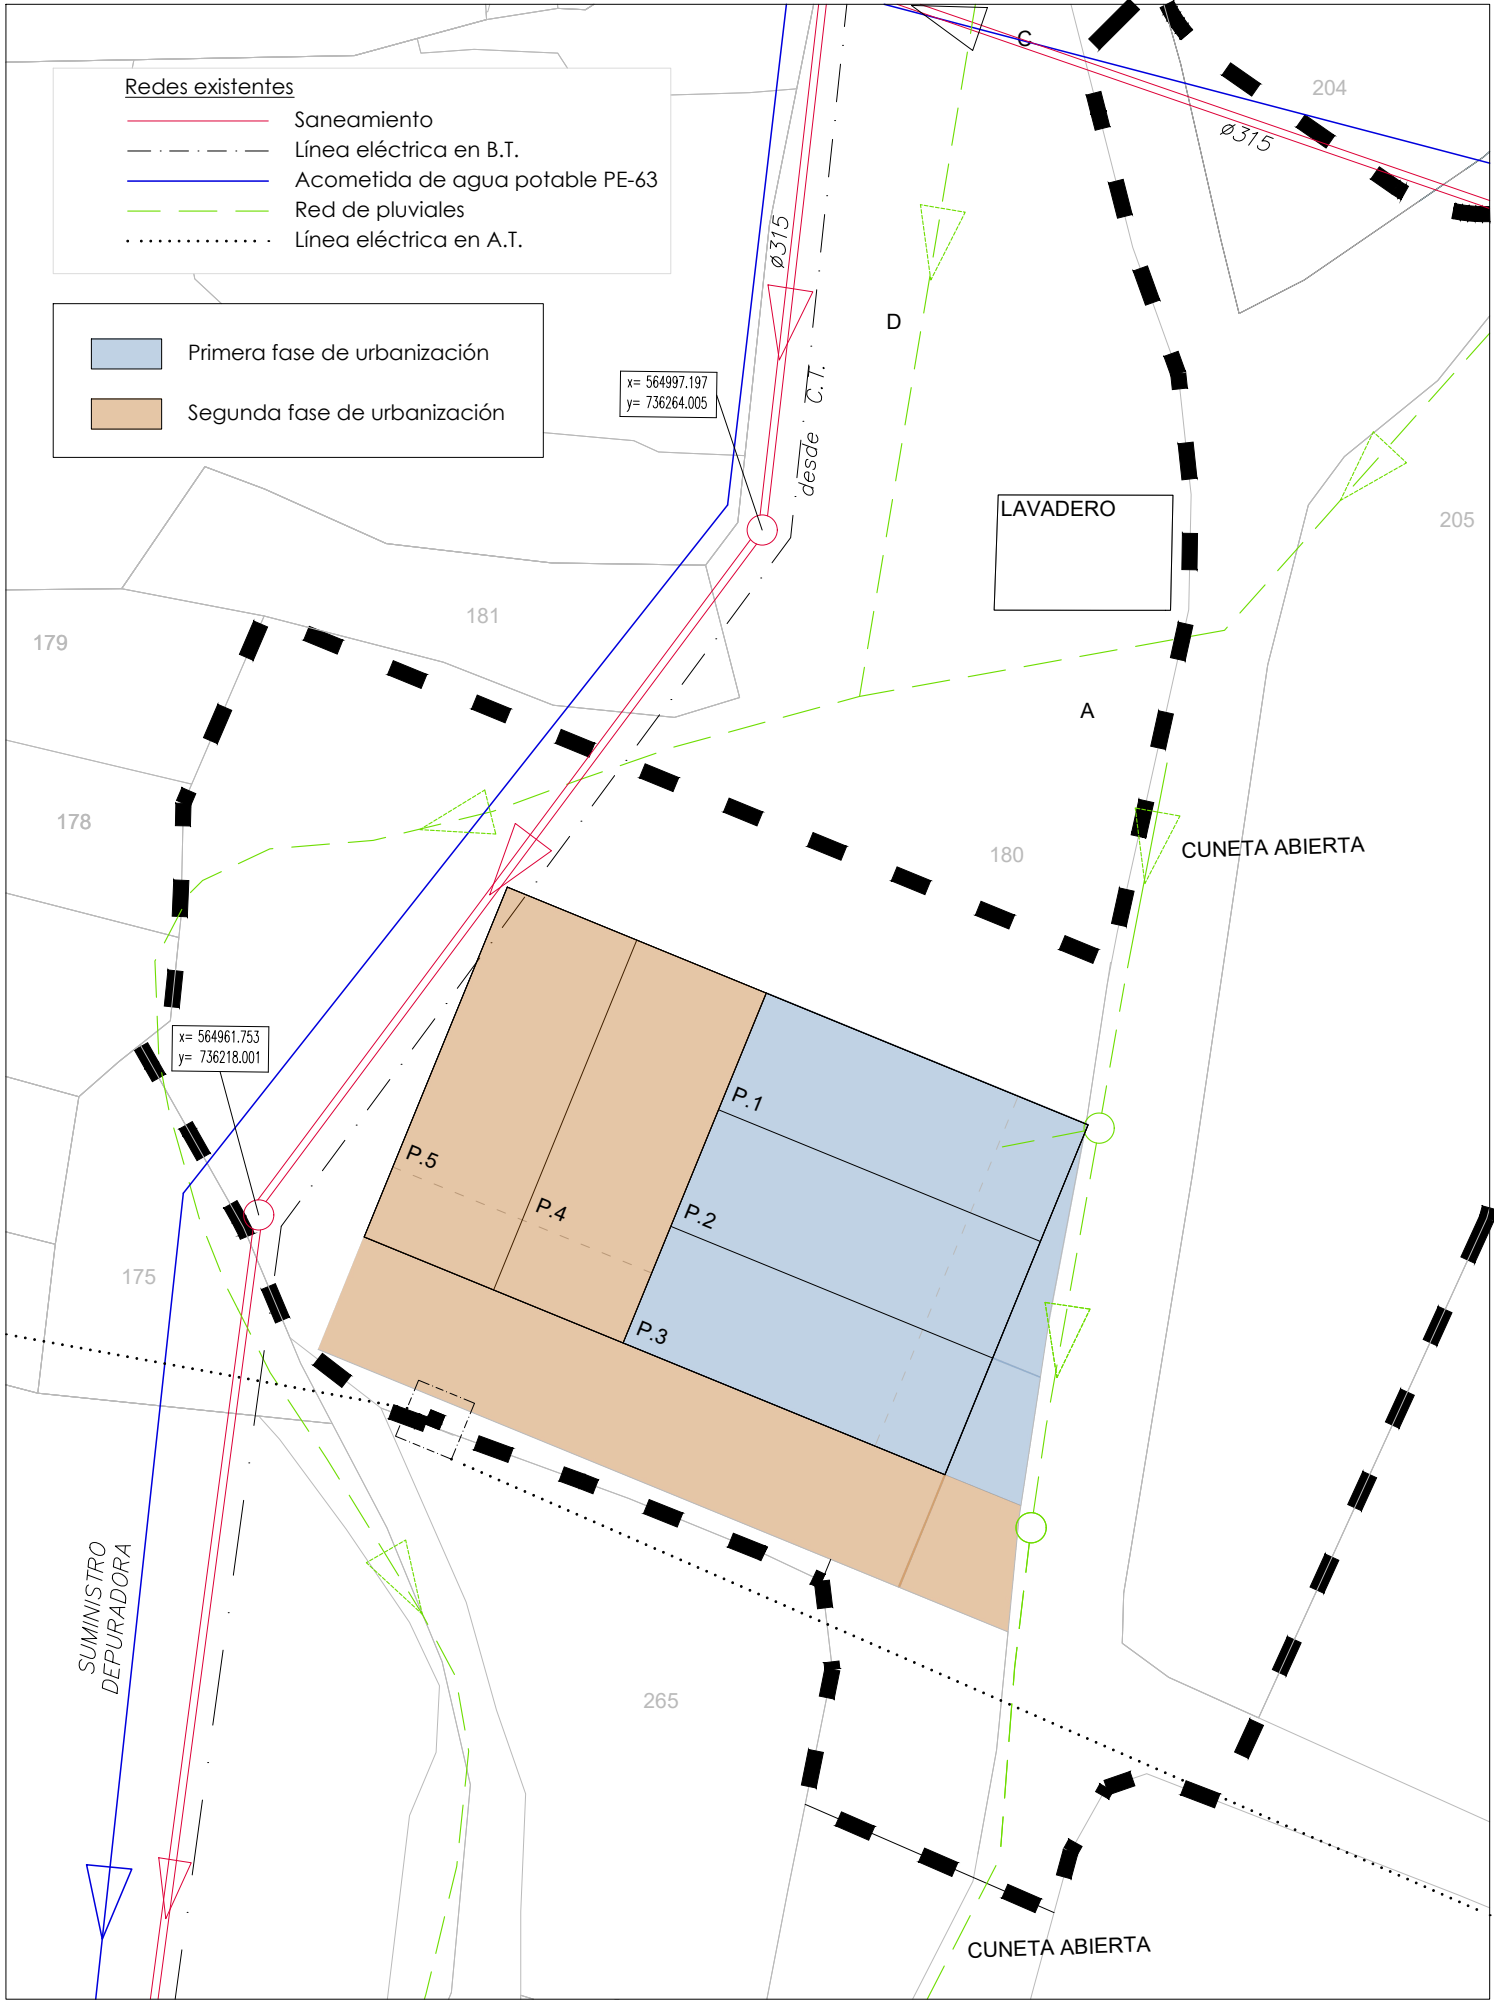 Redes existentes
Saneamiento
Línea eléctrica en B.T.
Acometida de agua potable PE-63
Red de pluviales
Línea eléctrica en A.T.
Primera fase de urbanización
Segunda fase de urbanización
C
204
ø315
ø315
D
x= 564997.197
y= 736264.005
desde C.T.
LAVADERO
205
181
179
A
178
180
CUNETA ABIERTA
x= 564961.753
y= 736218.001
P.1
P.5
P.4
P.2
175
P.3
SUMINISTRO
DEPURADORA
265
CUNETA ABIERTA